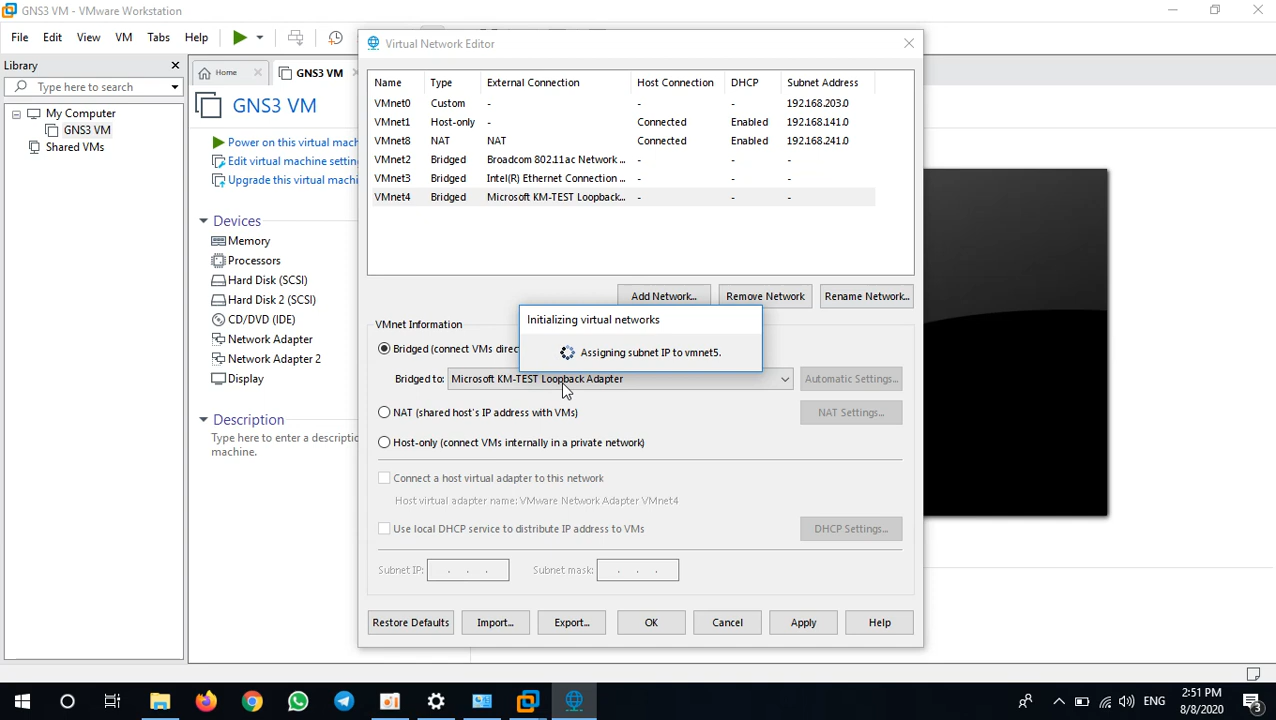 GNS3 VM - VMware Workstation
File Edit View VM Tabs Help
Virtual Network Editor
Library
Type here to search
My Computer
GNS3 VM
Shared VMs
Home
GNS3 VM
GNS3 VM
Power on this virtual mach
Edit virtual machine settin
Upgrade this virtual machi
Devices
Memory
Processors
Hard Disk (SCSI)
Hard Disk 2 (SCSI)
CD/DVD (IDE)
Network Adapter
Network Adapter 2
Display
Description
Type here to enter a descriptic
machine.
Name Type External Connection Host Connection DHCP Subnet Address
VMnet0 Custom - - - 192.168.203.0
VMnet1 Host-only - Connected Enabled 192.168.141.0
VMnet8 NAT NAT Connected Enabled 192.168.241.0
VMnet2 Bridged Broadcom 802.11ac Network ... - - -
VMnet3 Bridged Intel(R) Ethernet Connection ... - - -
VMnet4 Bridged Microsoft KM-TEST Loopback... - - -
Add Network... Remove Network Rename Network...
Initializing virtual networks
Assigning subnet IP to vmnet5.
VMnet Information
Bridged (connect VMs direc
Bridged to: Microsoft KM-TEST Loopback Adapter Automatic Settings...
NAT (shared host's IP address with VMs) NAT Settings...
Host-only (connect VMs internally in a private network)
Connect a host virtual adapter to this network
Host virtual adapter name: VMware Network Adapter VMnet4
Use local DHCP service to distribute IP address to VMs DHCP Settings...
Subnet IP: . . . Subnet mask: . . .
Restore Defaults Import... Export... OK Cancel Apply Help
ENG
2:51 PM
8/8/2020
3